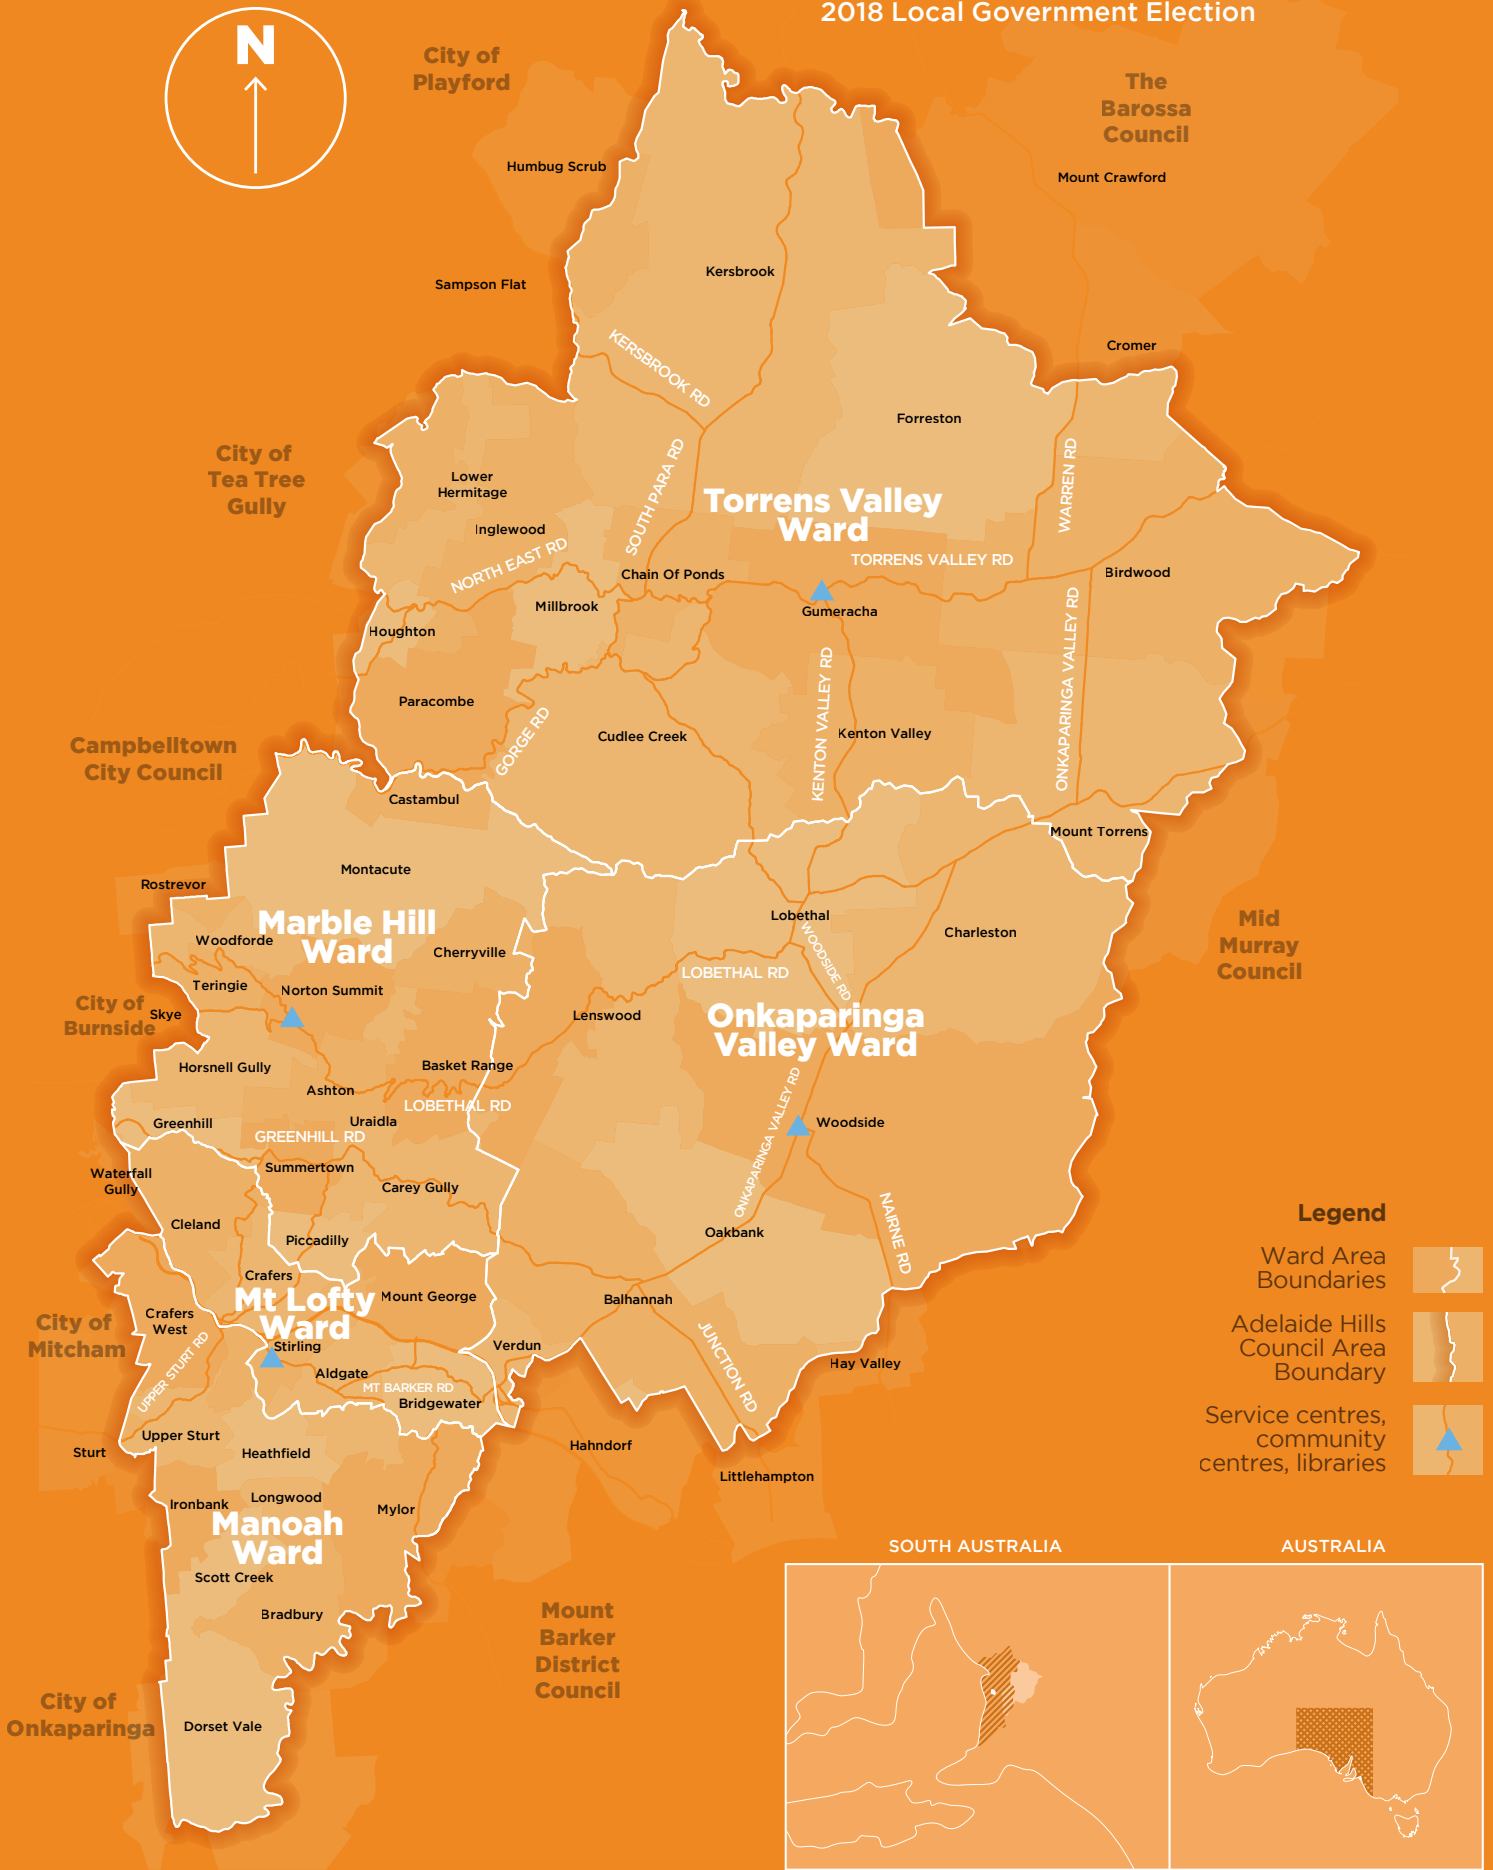 2018 Local Government Election
N
City of
Playford
The
Barossa
Council
Humbug Scrub
Mount Crawford
Kersbrook
Sampson Flat
KERSBROOK RD
Cromer
Forreston
City of
Tea Tree
Gully
Lower
Hermitage
SOUTH PARA RD
WARREN RD
Torrens Valley
Ward
Inglewood
NORTH EAST RD
TORRENS VALLEY RD
Chain Of Ponds
Birdwood
Millbrook
Gumeracha
Houghton
ONKAPARINGA VALLEY RD
KENTON VALLEY RD
Paracombe
GORGE RD
Cudlee Creek
Kenton Valley
Campbelltown
City Council
Castambul
Mount Torrens
Montacute
Rostrevor
Marble Hill
Ward
Lobethal
Woodforde
Cherryville
Charleston
WOODSIDE RD
Mid
Murray
Council
LOBETHAL RD
Teringie
Norton Summit
City of
Burnside
Skye
Lenswood
Onkaparinga
Valley Ward
Horsnell Gully
Basket Range
Ashton
LOBETHAL RD
ONKAPARINGA VALLEY RD
Greenhill
Uraidla
Woodside
GREENHILL RD
Waterfall
Gully
Summertown
Carey Gully
Cleland
NAIRNE RD
Piccadilly
Oakbank
Crafers
Mt Lofty
Ward
Mount George
Balhannah
Crafers
West
City of
Mitcham
Stirling
Verdun
UPPER STURT RD
JUNCTION RD
Hay Valley
Aldgate
MT BARKER RD
Bridgewater
Upper Sturt
Sturt
Heathfield
Hahndorf
Littlehampton
Ironbank
Longwood
Mylor
Manoah
Ward
Scott Creek
Bradbury
Mount
Barker
District
Council
City of
Onkaparinga
Dorset Vale
Legend
Ward Area
Boundaries
Adelaide Hills
Council Area
Boundary
Service centres,
community
centres, libraries
SOUTH AUSTRALIA
AUSTRALIA